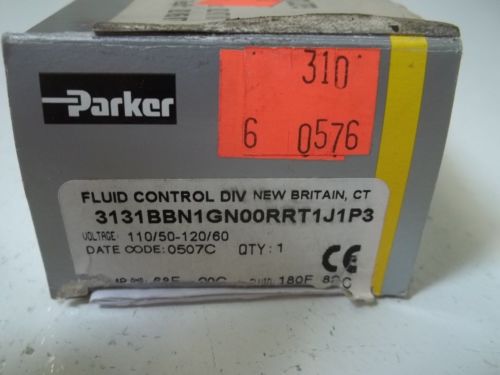 Parker
310
6 0576
FLUID CONTROL DIV NEW BRITAIN, CT
3131BBN1GN00RRT1J1P3
VOLTAGE: 110/50-120/60
DATE CODE: 0507C QTY: 1
CE
180F